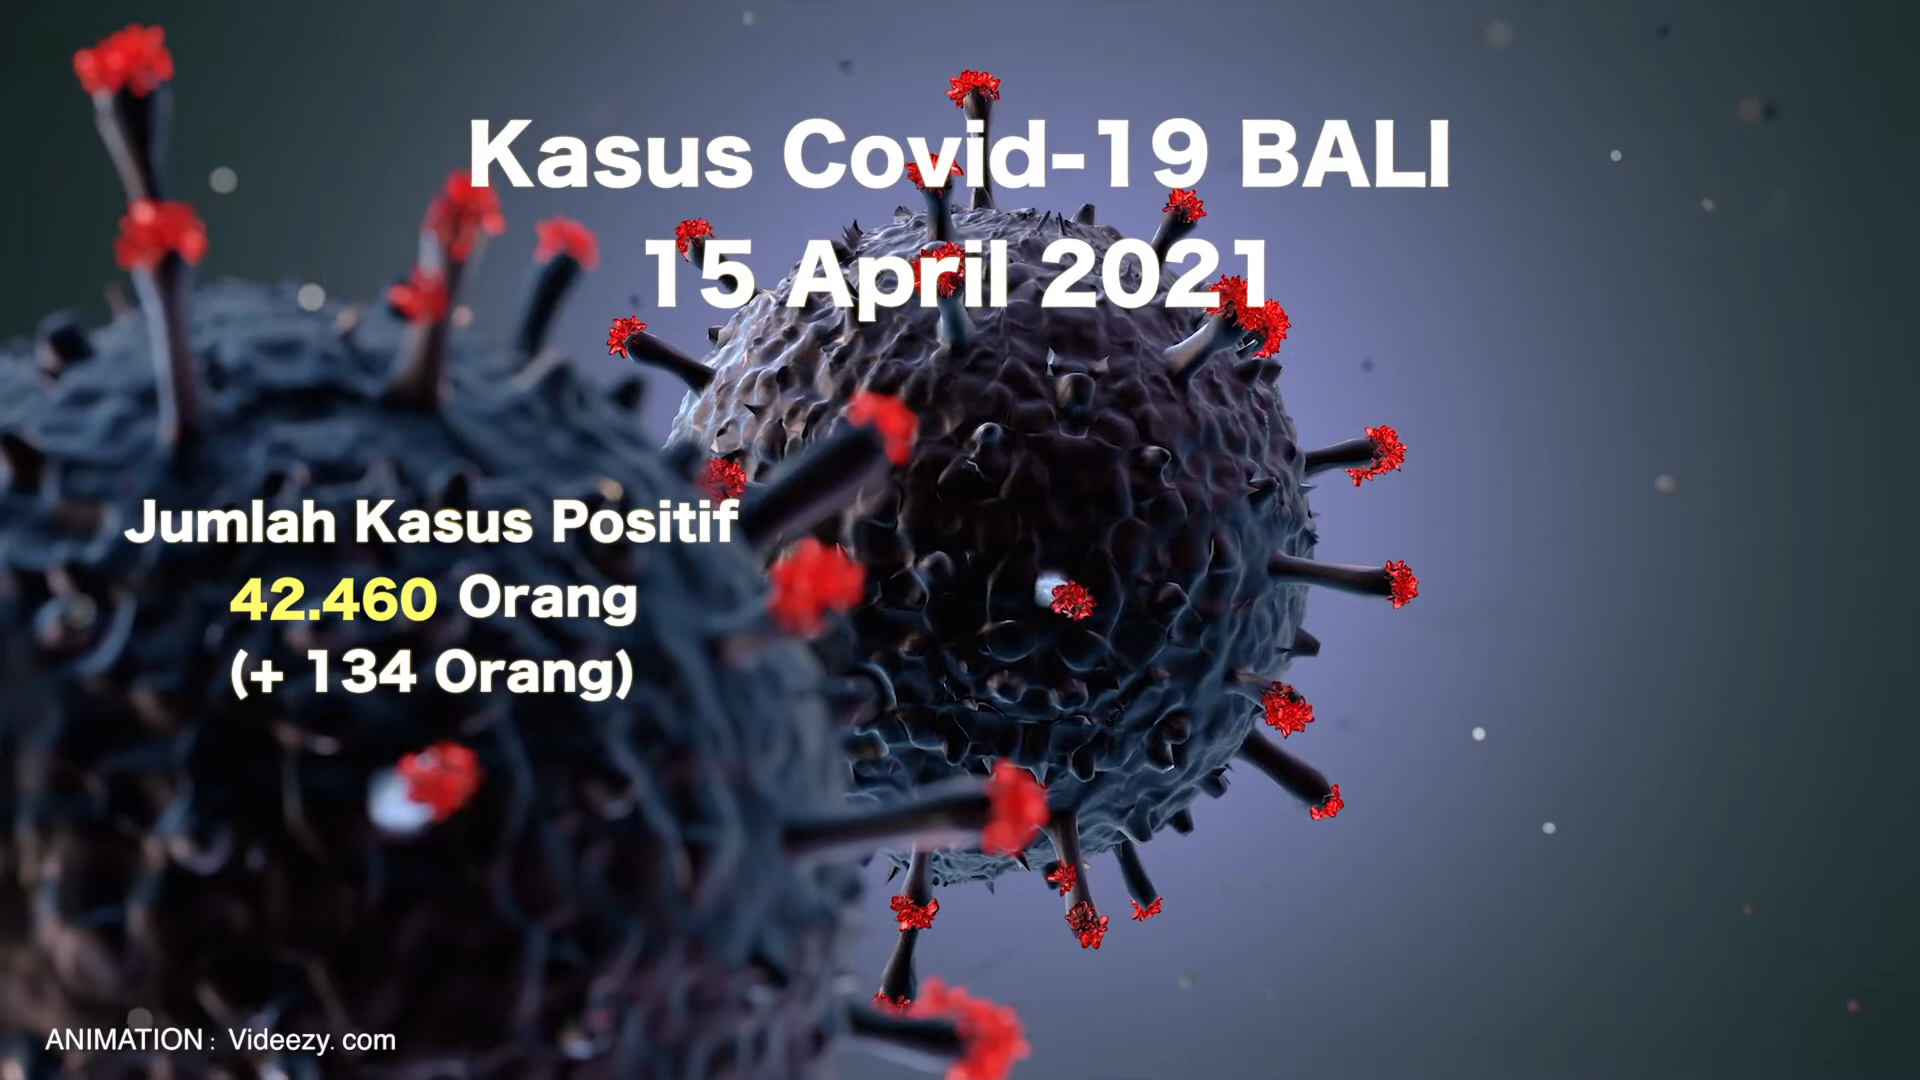 Kasus Covid-19 BALI
15 April 2021
Jumlah Kasus Positif
42.460 Orang
(+ 134 Orang)
ANIMATION : Videezy. com